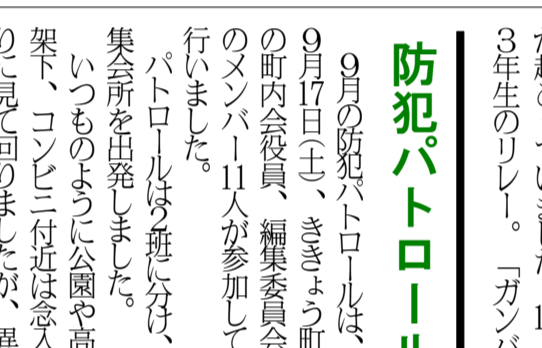 ３年生のリレー。「ガンバ
防犯パトロール
９月の防犯パトロールは、
９月17日（土）、ききょう町
の町内会役員、編集委員会
のメンバー11人が参加して
行いました。
パトロールは２班に分け、
集会所を出発しました。
いつものように公園や高
架下、コンビニ付近は念入
りに見て回りましたが、異